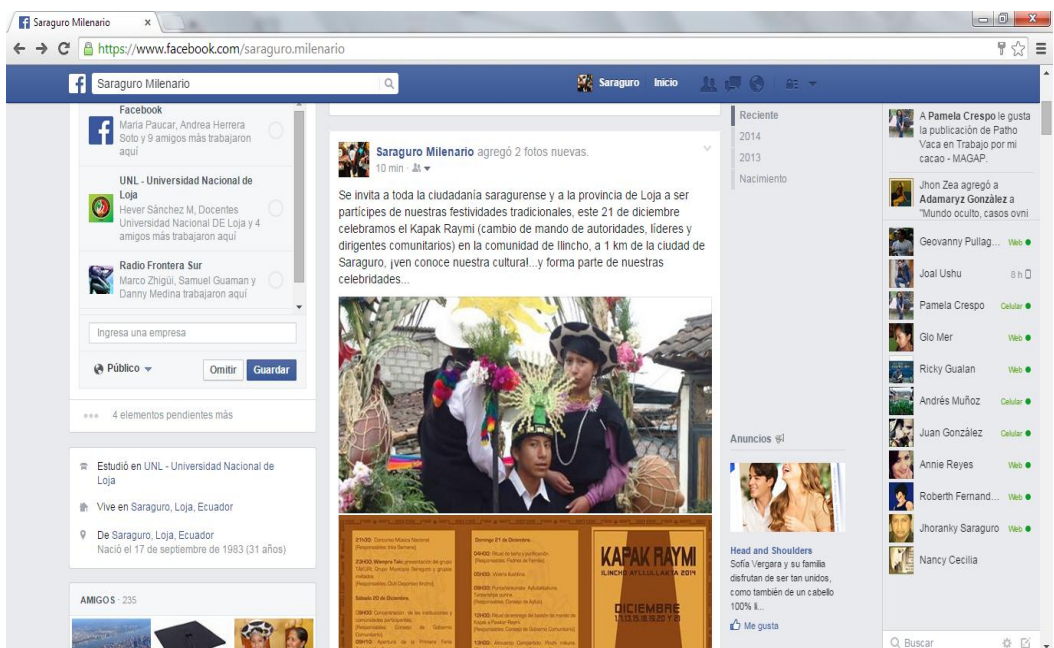 Saraguro Milenario
https://www.facebook.com/saraguro.milenario
Saraguro Milenario
Saraguro Inicio
Facebook
Maria Paucar, Andrea Herrera
Soto y 9 amigos más trabajaron
aquí
UNL - Universidad Nacional de
Loja
Hever Sánchez M, Docentes
Universidad Nacional DE Loja y 4
amigos más trabajaron aquí
Radio Frontera Sur
Marco Zhigüi, Samuel Guaman y
Danny Medina trabajaron aquí
Ingresa una empresa
Público
Omitir
Guardar
4 elementos pendientes más
Estudió en UNL - Universidad Nacional de
Loja
Vive en Saraguro, Loja, Ecuador
De Saraguro, Loja, Ecuador
Nació el 17 de septiembre de 1983 (31 años)
AMIGOS · 235
Saraguro Milenario agregó 2 fotos nuevas.
10 min ·
Se invita a toda la ciudadanía saragurense y a la provincia de Loja a ser
partícipes de nuestras festividades tradicionales, este 21 de diciembre
celebramos el Kapak Raymi (cambio de mando de autoridades, líderes y
dirigentes comunitarios) en la comunidad de Ilincho, a 1 km de la ciudad de
Saraguro, ¡ven conoce nuestra cultura!...y forma parte de nuestras
celebridades...
21H30: Concurso Música Nacional
Sábado 20 de Diciembre
Domingo 21 de Diciembre
KAPAK RAYMI
ILINCHO AYLLULLAKTA 2014
DICIEMBRE
Reciente
2014
2013
Nacimiento
Anuncios
Head and Shoulders
Sofía Vergara y su familia
disfrutan de ser tan unidos,
como también de un cabello
100% li...
Me gusta
A Pamela Crespo le gusta
la publicación de Patho
Vaca en Trabajo por mi
cacao - MAGAP.
Jhon Zea agregó a
Adamaryz Gonzàlez a
"Mundo oculto, casos ovni
Geovanny Pullag... Web
Joal Ushu 8 h
Pamela Crespo Celular
Glo Mer Web
Ricky Gualan Web
Andrés Muñoz Celular
Juan González Celular
Annie Reyes Web
Roberth Fernand... Web
Jhoranky Saraguro Web
Nancy Cecilia
Buscar